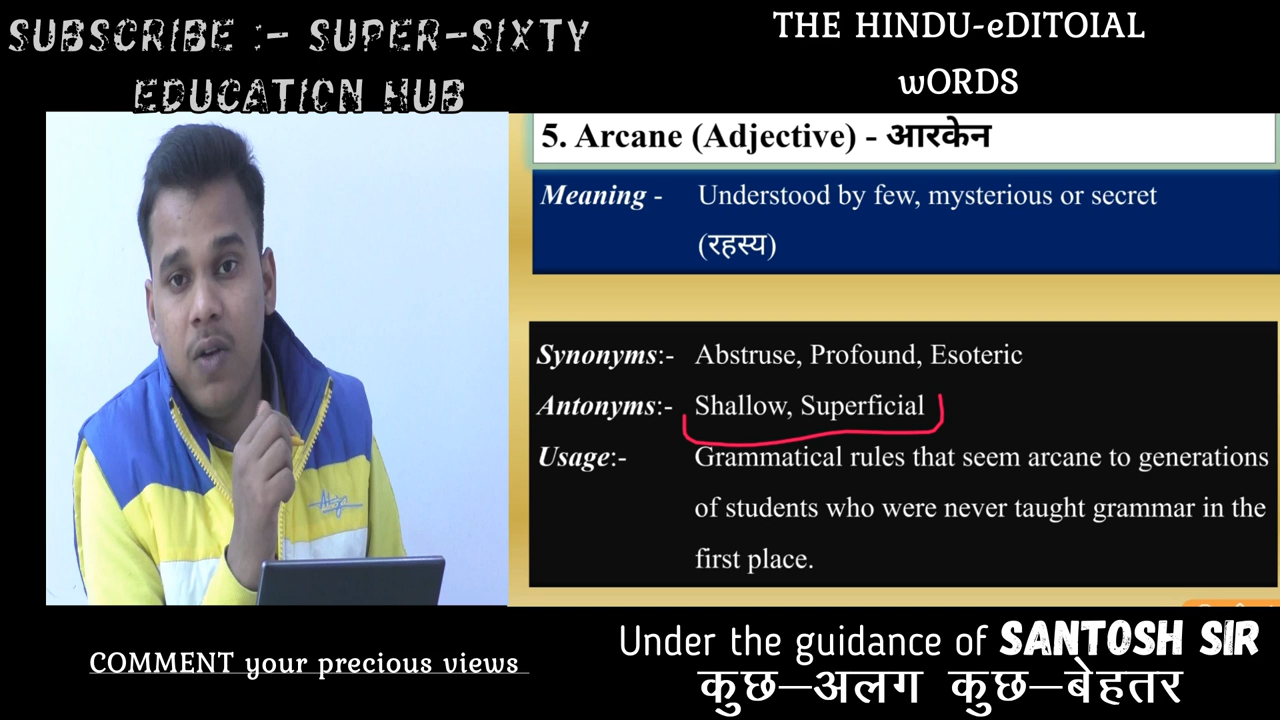 SUBSCRIBE :- SUPER-SIXTY
EDUCATION HUB
THE HINDU-eDITOIAL
wORDS
5. Arcane (Adjective) - आरकेन
Meaning - Understood by few, mysterious or secret
(रहस्य)
Synonyms:- Abstruse, Profound, Esoteric
Antonyms:- Shallow, Superficial
Usage:- Grammatical rules that seem arcane to generations
of students who were never taught grammar in the
first place.
COMMENT your precious views
Under the guidance of SANTOSH SIR
कुछ—अलग कुछ—बेहतर